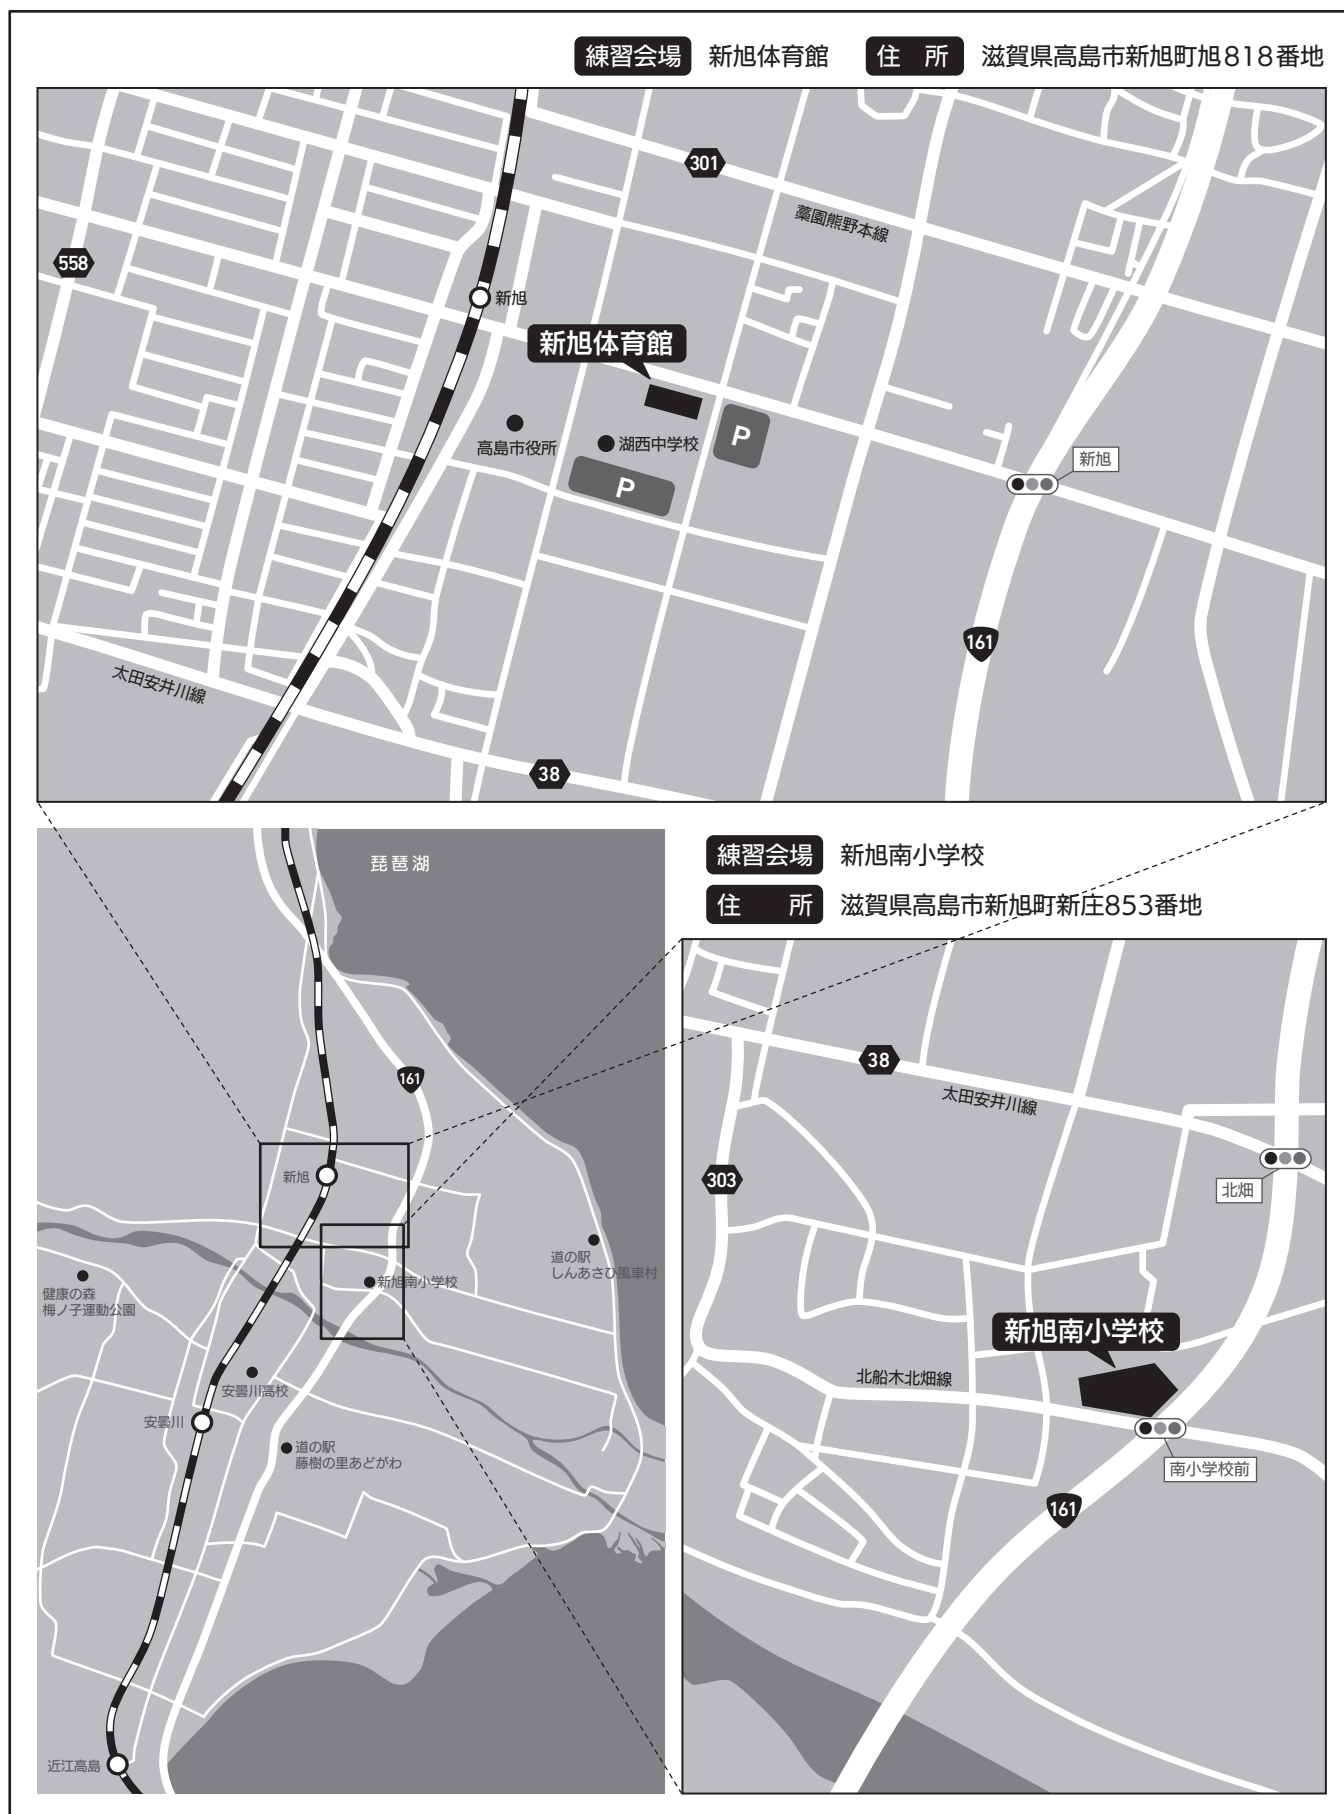 練習会場 新旭体育館 住 所 滋賀県高島市新旭町旭818番地
301
藁園熊野本線
558
新旭
新旭体育館
P
高島市役所
湖西中学校
P
新旭
161
太田安井川線
38
琵琶湖
161
新旭
道の駅
しんあさひ風車村
新旭南小学校
健康の森
梅ノ子運動公園
安曇川高校
安曇川
道の駅
藤樹の里あどがわ
近江高島
練習会場 新旭南小学校
住 所 滋賀県高島市新旭町新庄853番地
38
太田安井川線
303
北畑
新旭南小学校
北船木北畑線
南小学校前
161